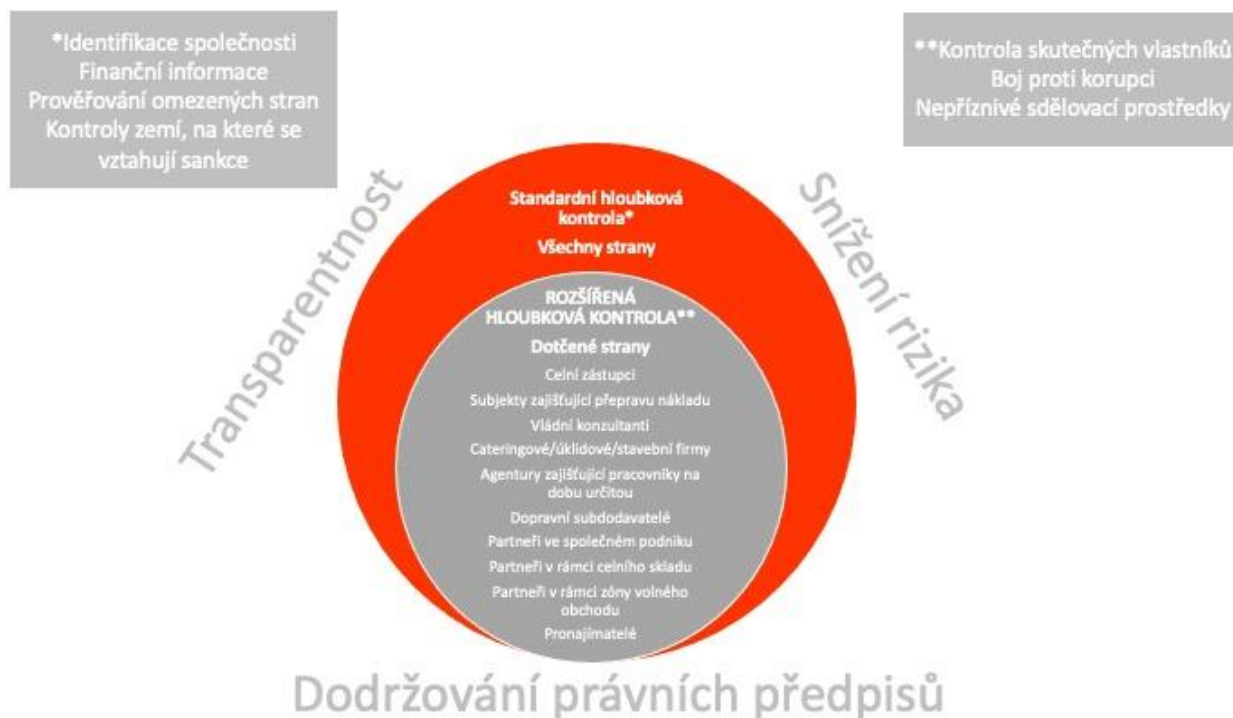 *Identifikace společnosti
Finanční informace
Prověřování omezených stran
Kontroly zemí, na které se
vztahují sankce
**Kontrola skutečných vlastníků
Boj proti korupci
Nepříznivé sdělovací prostředky
Transparentnost
Snížení rizika
Standardní hloubková
kontrola*
Všechny strany
ROZŠÍŘENÁ
HLOUBKOVÁ KONTROLA**
Dotčené strany
Celní zástupci
Subjekty zajišťující přepravu nákladu
Vládní konzultanti
Cateringové/úklidové/stavební firmy
Agentury zajišťující pracovníky na
dobu určitou
Dopravní subdodavatelé
Partneři ve společném podniku
Partneři v rámci celního skladu
Partneři v rámci zóny volného
obchodu
Pronajímatelé
Dodržování právních předpisů